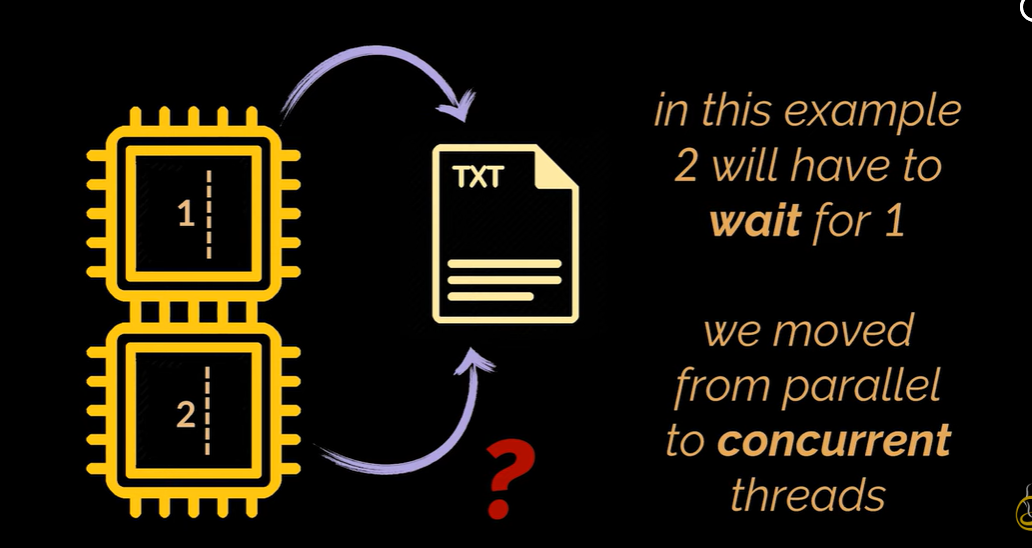 1
2
TXT
in this example
2 will have to
wait for 1
we moved
from parallel
to concurrent
threads
?